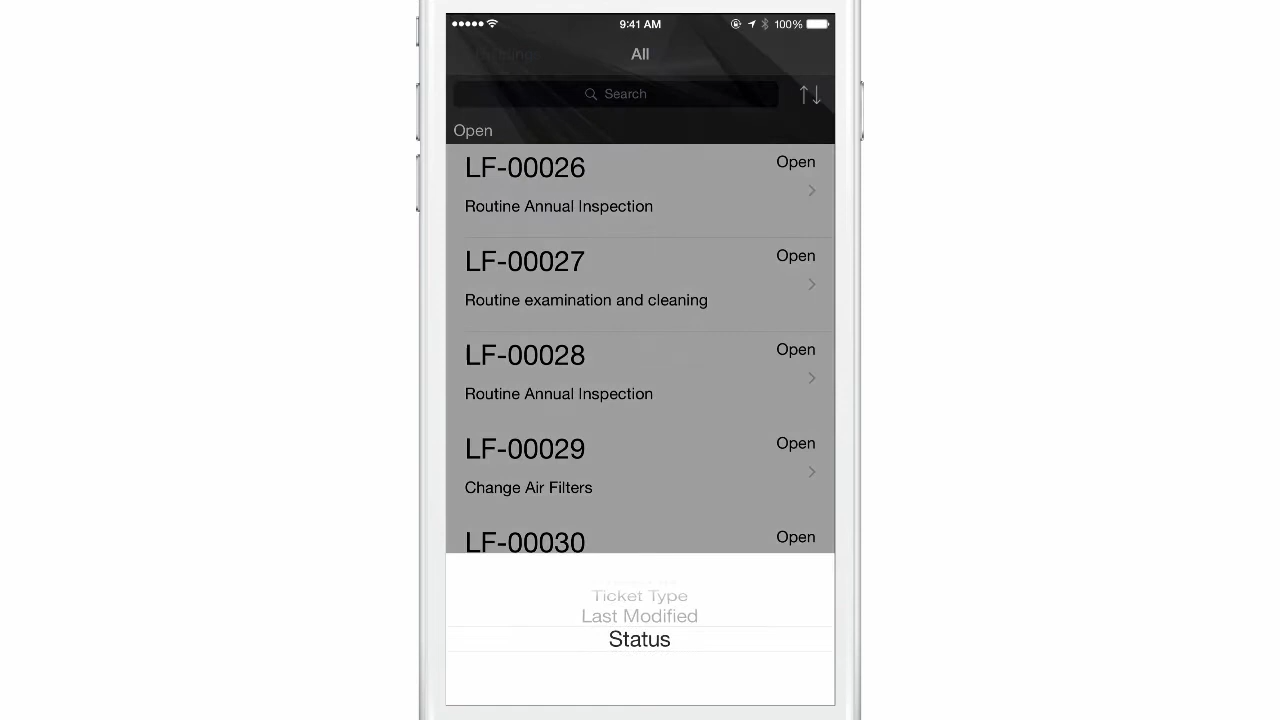 9:41 AM
100%
All
Search
Open
LF-00026
Open
Routine Annual Inspection
LF-00027
Open
Routine examination and cleaning
LF-00028
Open
Routine Annual Inspection
LF-00029
Open
Change Air Filters
LF-00030
Open
Ticket Type
Last Modified
Status